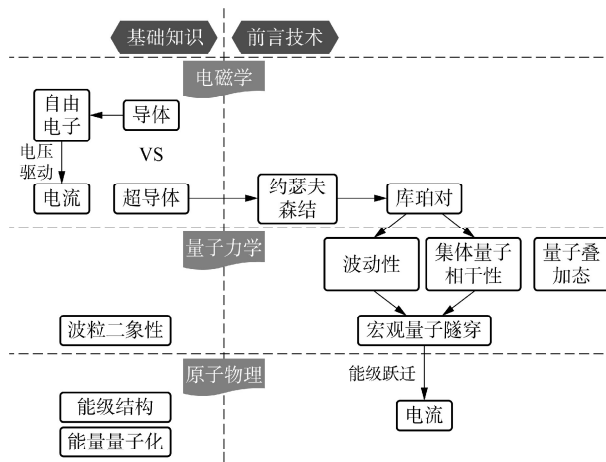 基础知识
前言技术
电磁学
自由
电子
导体
电压
驱动
VS
电流
超导体
约瑟夫
森结
库珀对
量子力学
波动性
集体量子
相干性
量子叠
加态
波粒二象性
宏观量子隧穿
原子物理
能级跃迁
能级结构
电流
能量量子化